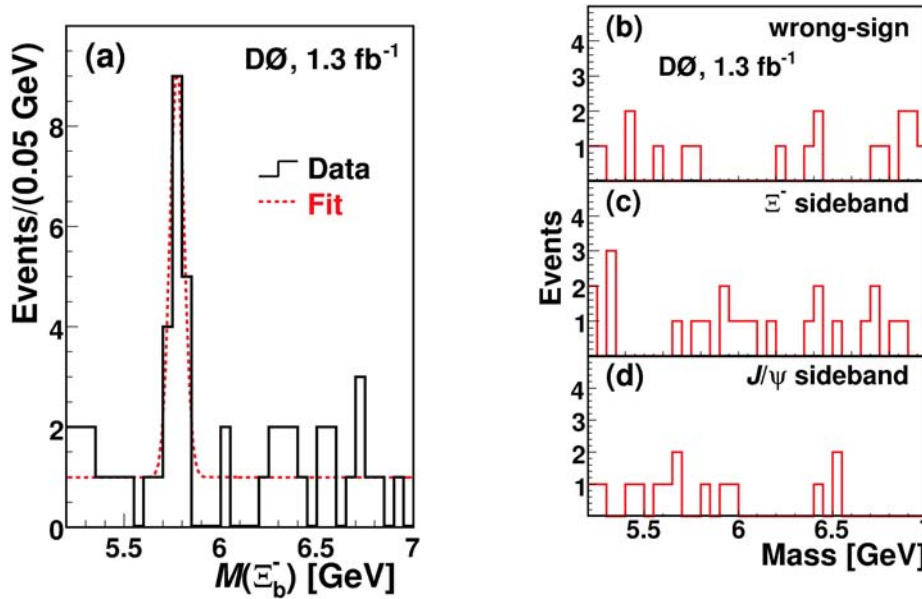 (a)
DØ, 1.3 fb⁻¹
Data
Fit
Events/(0.05 GeV)
8
6
4
2
0
5.5 6 6.5 7
M(Ξb⁻) [GeV]
(b)
wrong-sign
DØ, 1.3 fb⁻¹
4
3
2
1
(c)
Ξ⁻ sideband
4
3
2
1
Events
(d)
J/ψ sideband
4
3
2
1
5.5 6 6.5 7
Mass [GeV]